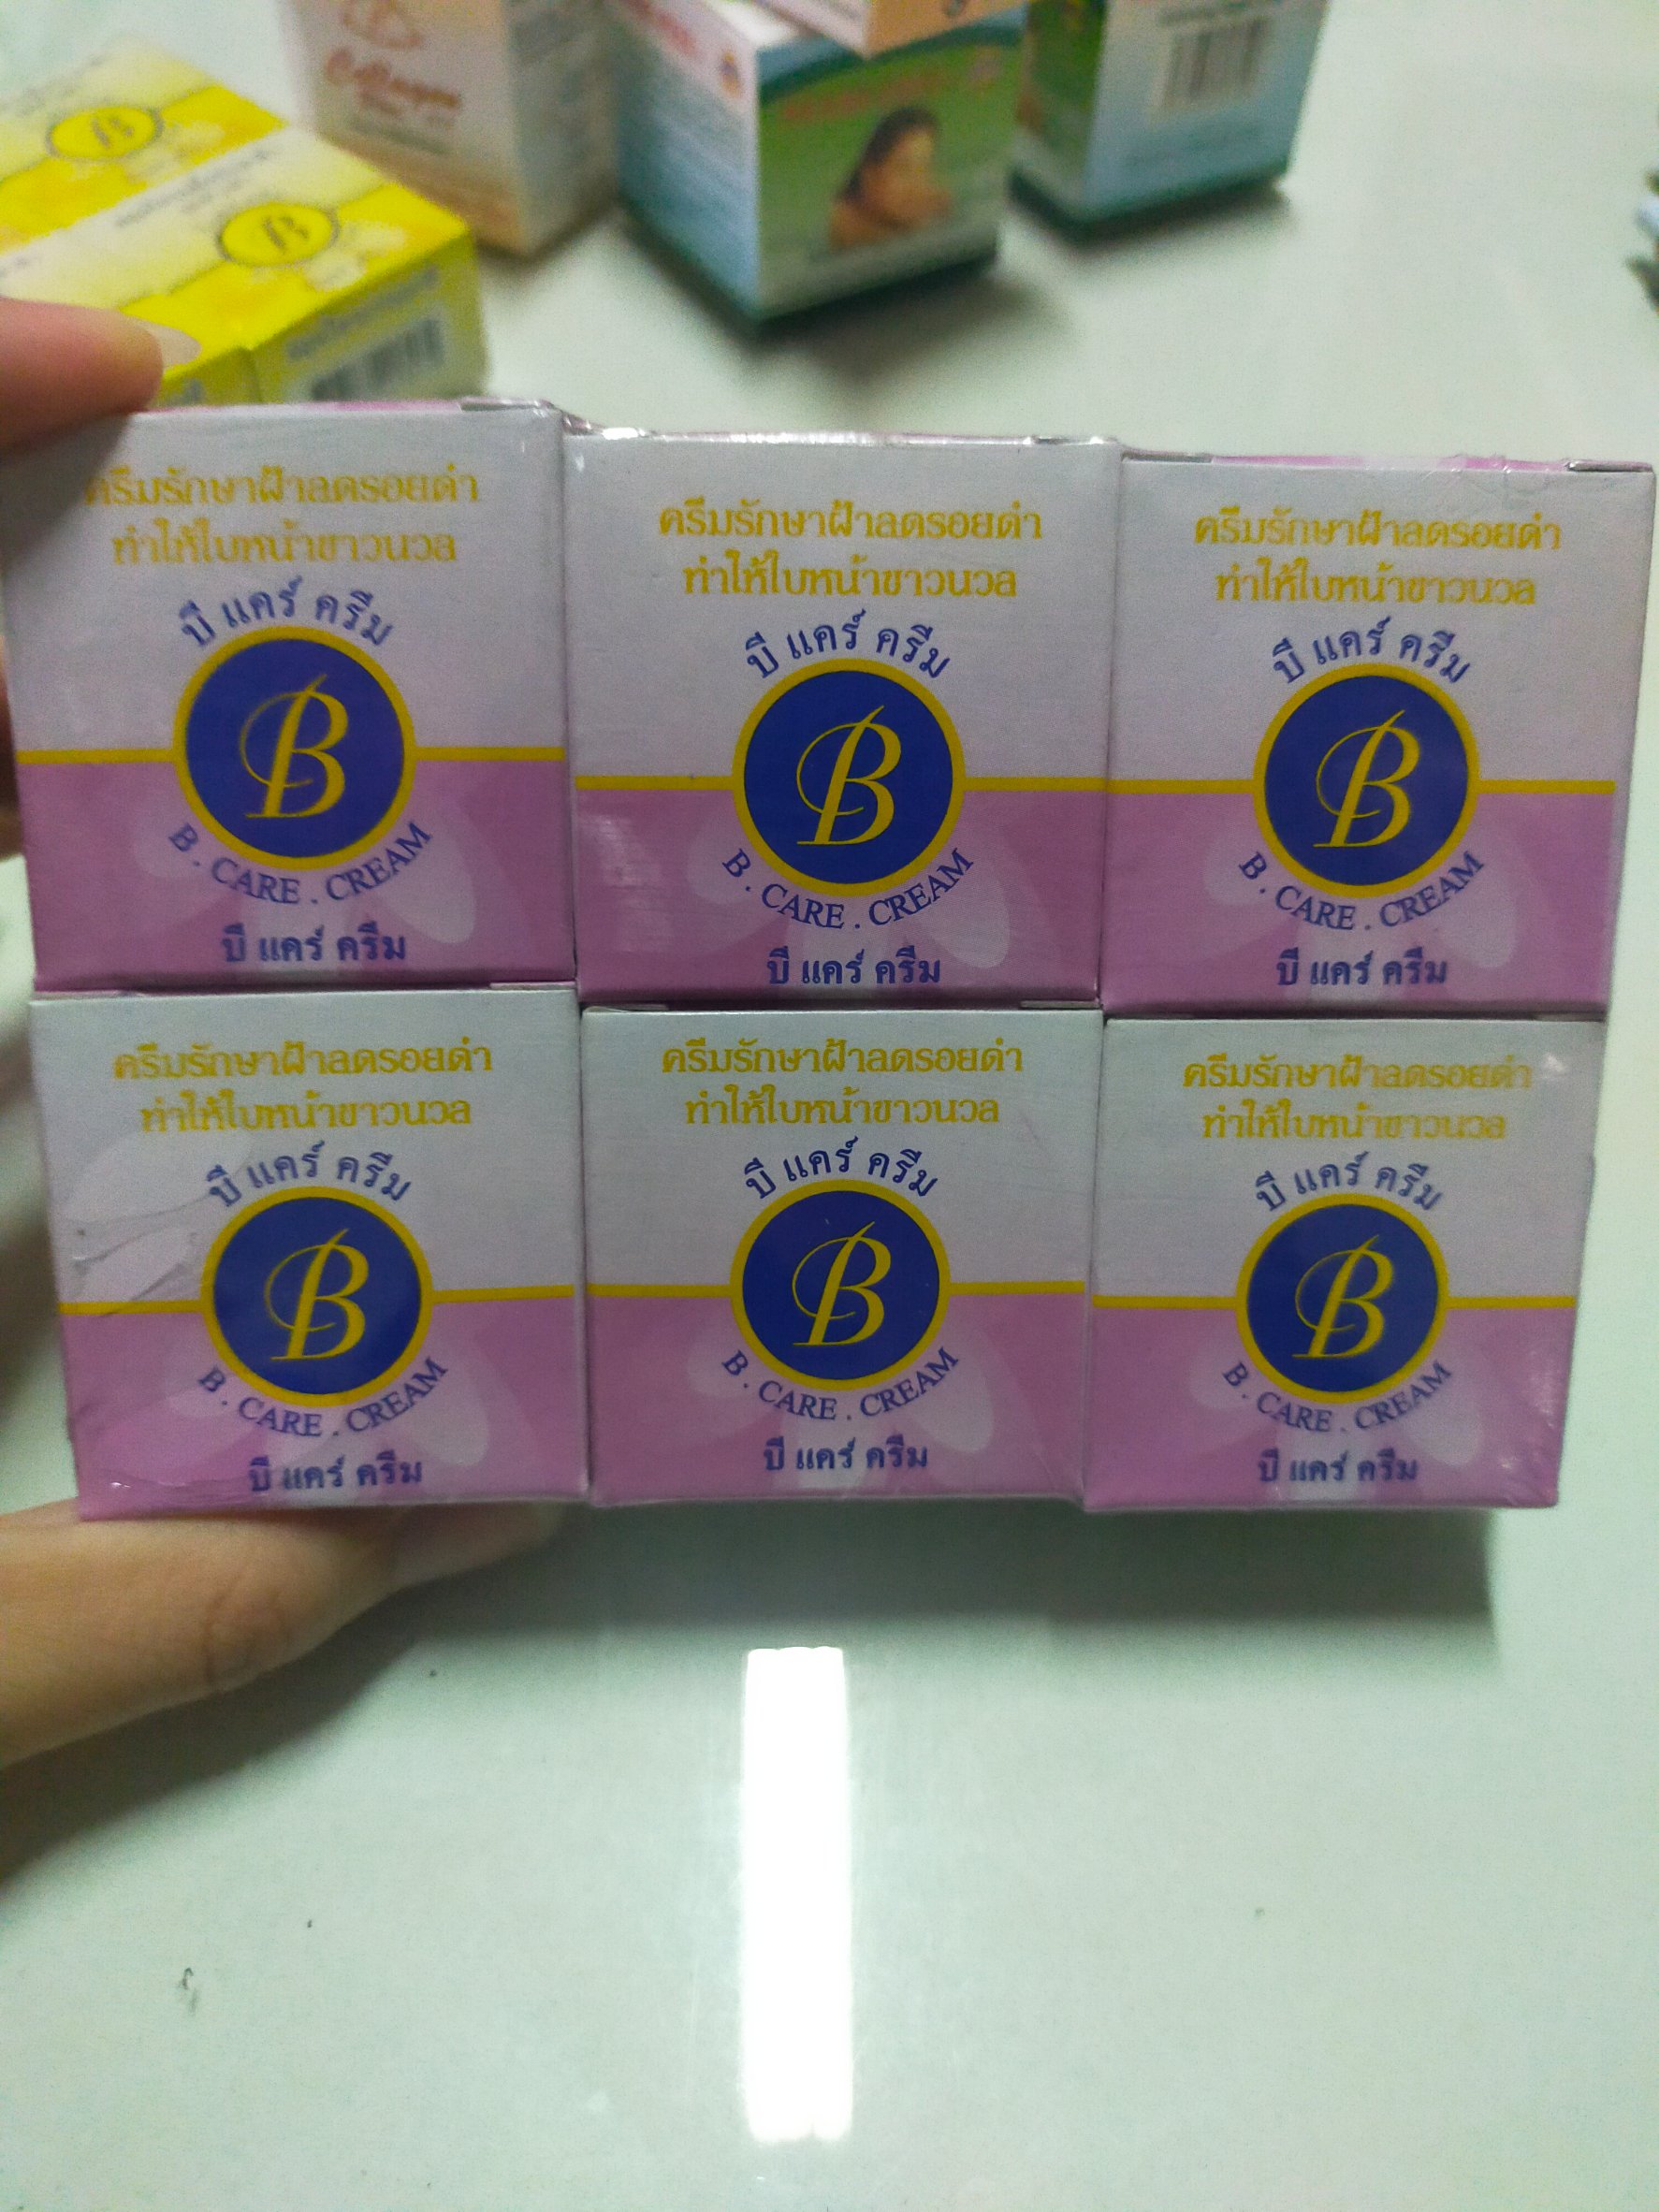 Collagen
ครีมรักษาฝ้าลดรอยดำ
ทำให้ใบหน้าขาวนวล
บี แคร์ ครีม
B
B . CARE . CREAM
บี แคร์ ครีม
ครีมรักษาฝ้าลดรอยดำ
ทำให้ใบหน้าขาวนวล
บี แคร์ ครีม
B
B . CARE . CREAM
บี แคร์ ครีม
ครีมรักษาฝ้าลดรอยดำ
ทำให้ใบหน้าขาวนวล
บี แคร์ ครีม
B
B . CARE . CREAM
บี แคร์ ครีม
ครีมรักษาฝ้าลดรอยดำ
ทำให้ใบหน้าขาวนวล
บี แคร์ ครีม
B
B . CARE . CREAM
บี แคร์ ครีม
ครีมรักษาฝ้าลดรอยดำ
ทำให้ใบหน้าขาวนวล
บี แคร์ ครีม
B
B . CARE . CREAM
บี แคร์ ครีม
ครีมรักษาฝ้าลดรอยดำ
ทำให้ใบหน้าขาวนวล
บี แคร์ ครีม
B
B . CARE . CREAM
บี แคร์ ครีม